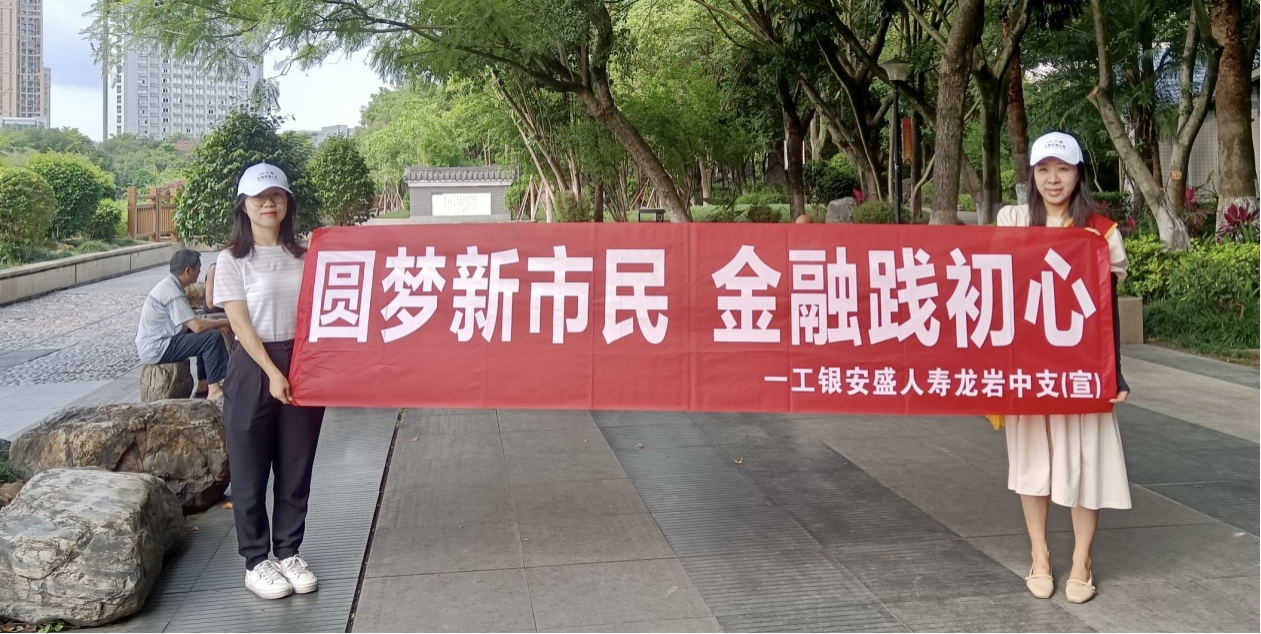 圆梦新市民 金融践初心
一工银安盛人寿龙岩中支(宣)